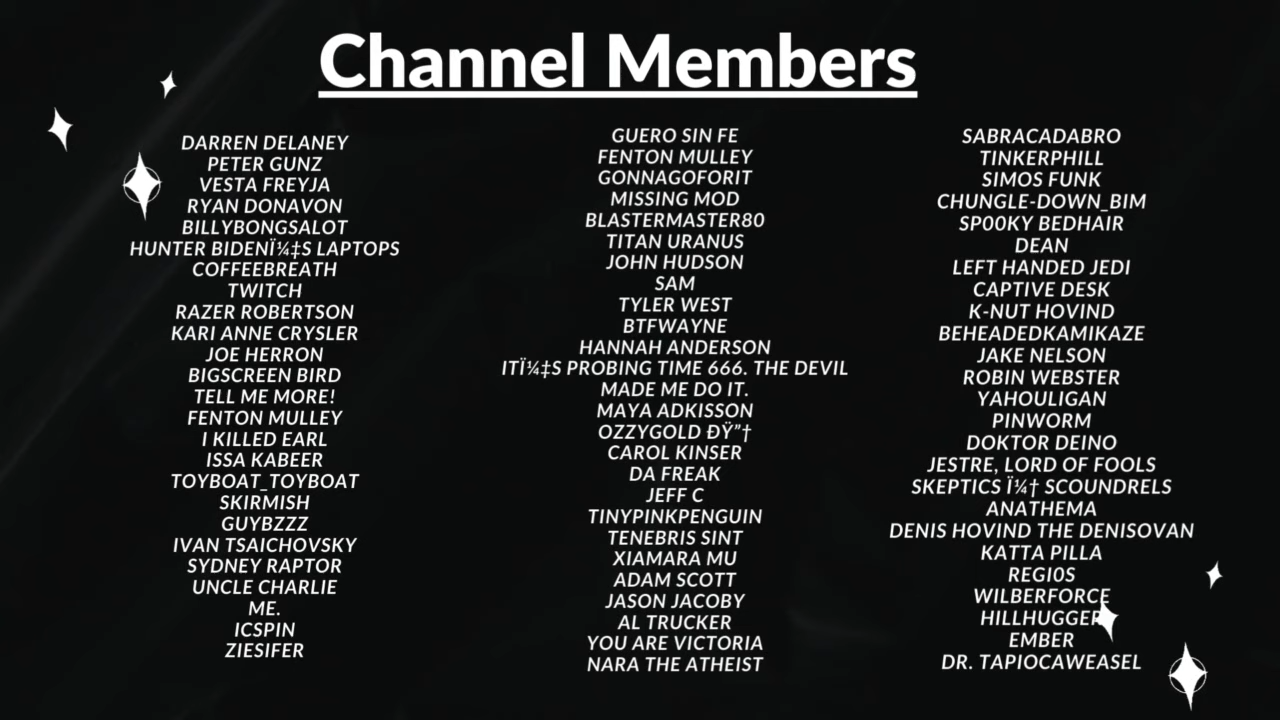 Channel Members
DARREN DELANEY
PETER GUNZ
VESTA FREYJA
RYAN DONAVON
BILLYBONGSALOT
HUNTER BIDENÏ¼‡S LAPTOPS
COFFEEBREATH
TWITCH
RAZER ROBERTSON
KARI ANNE CRYSLER
JOE HERRON
BIGSCREEN BIRD
TELL ME MORE!
FENTON MULLEY
I KILLED EARL
ISSA KABEER
TOYBOAT_TOYBOAT
SKIRMISH
GUYBZZZ
IVAN TSAICHOVSKY
SYDNEY RAPTOR
UNCLE CHARLIE
ME.
ICSPIN
ZIESIFER
GUERO SIN FE
FENTON MULLEY
GONNAGOFORIT
MISSING MOD
BLASTERMASTER80
TITAN URANUS
JOHN HUDSON
SAM
TYLER WEST
BTFWAYNE
HANNAH ANDERSON
ITÏ¼‡S PROBING TIME 666. THE DEVIL
MADE ME DO IT.
MAYA ADKISSON
OZZYGOLD ÐŸ”†
CAROL KINSER
DA FREAK
JEFF C
TINYPINKPENGUIN
TENEBRIS SINT
XIAMARA MU
ADAM SCOTT
JASON JACOBY
AL TRUCKER
YOU ARE VICTORIA
NARA THE ATHEIST
SABRACADABRO
TINKERPHILL
SIMOS FUNK
CHUNGLE-DOWN_BIM
SP00KY BEDHAIR
DEAN
LEFT HANDED JEDI
CAPTIVE DESK
K-NUT HOVIND
BEHEADEDKAMIKAZE
JAKE NELSON
ROBIN WEBSTER
YAHOULIGAN
PINWORM
DOKTOR DEINO
JESTRE, LORD OF FOOLS
SKEPTICS Ï¼† SCOUNDRELS
ANATHEMA
DENIS HOVIND THE DENISOVAN
KATTA PILLA
REGI0S
WILBERFORCE
HILLHUGGER
EMBER
DR. TAPIOCAWEASEL